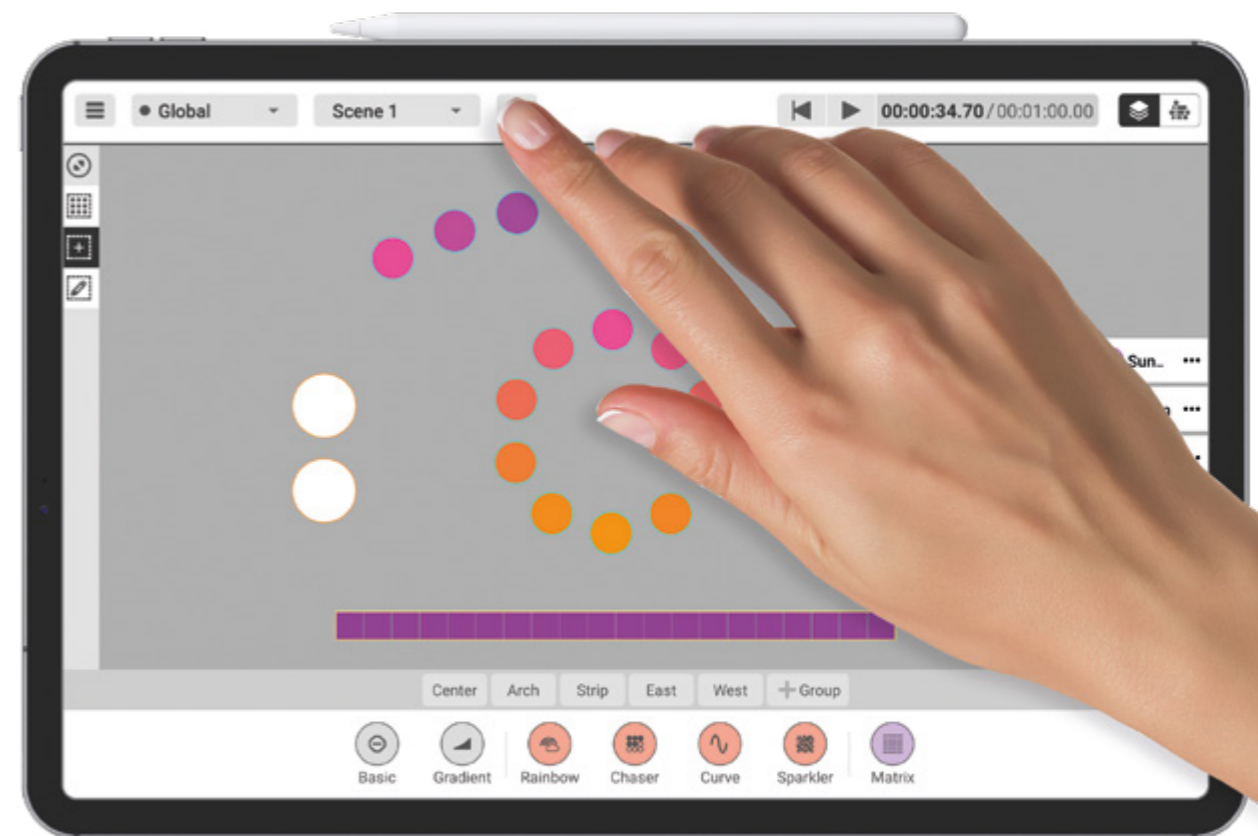 Global
Scene 1
00:00:34.70/00:01:00.00
Sun…
Center Arch Strip East West +Group
Basic Gradient Rainbow Chaser Curve Sparkler Matrix